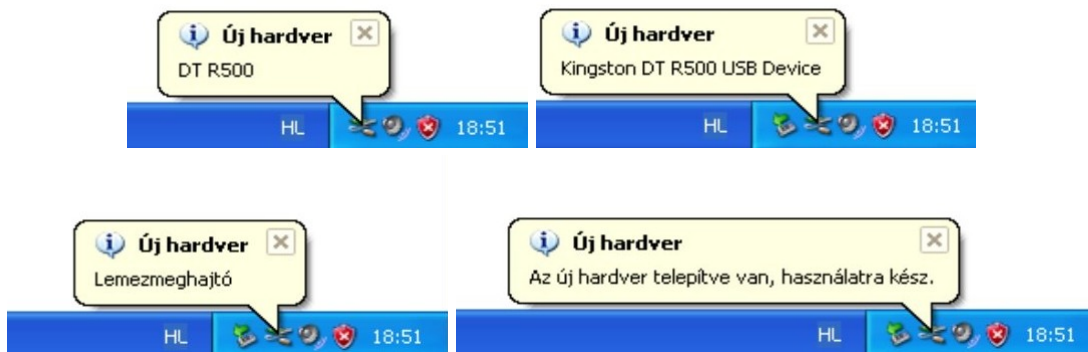 Új hardver
DT R500
HL 18:51
Új hardver
Kingston DT R500 USB Device
HL 18:51
Új hardver
Lemezmeghajtó
HL 18:51
Új hardver
Az új hardver telepítve van, használatra kész.
HL 18:51